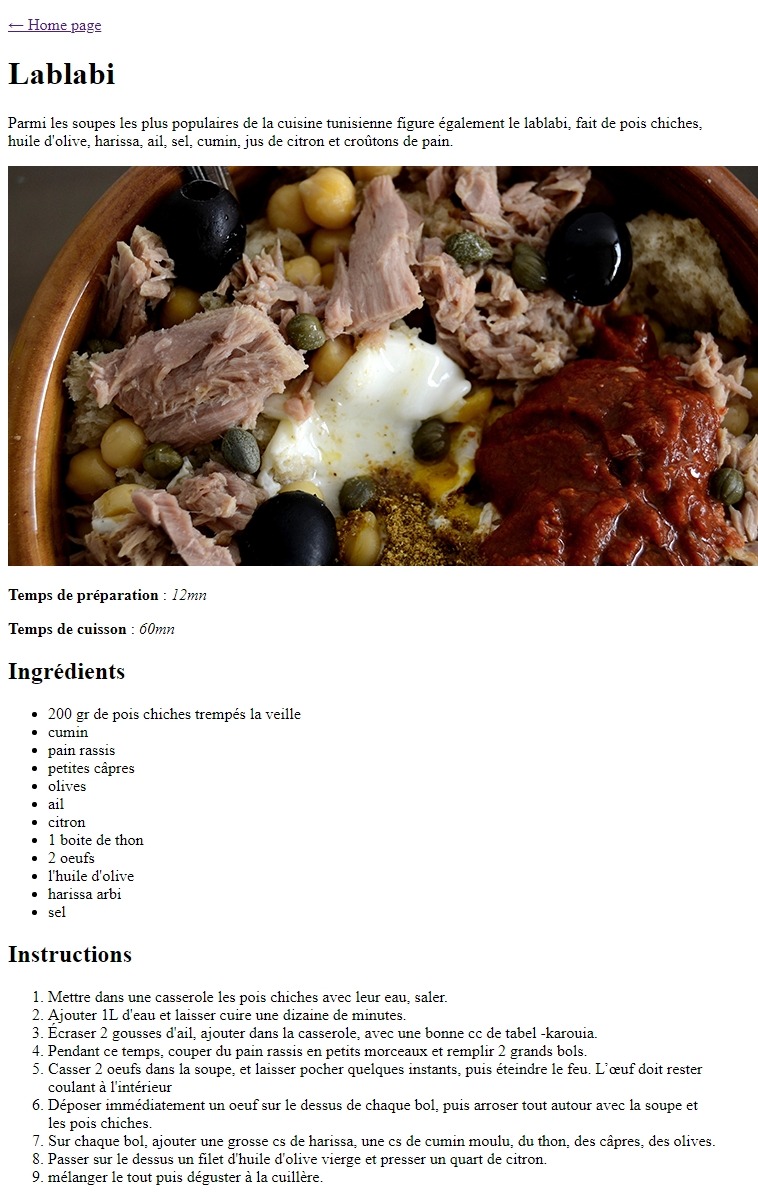 ← Home page
Lablabi
Parmi les soupes les plus populaires de la cuisine tunisienne figure également le lablabi, fait de pois chiches,
huile d'olive, harissa, ail, sel, cumin, jus de citron et croûtons de pain.
Temps de préparation : 12mn
Temps de cuisson : 60mn
Ingrédients
• 200 gr de pois chiches trempés la veille
• cumin
• pain rassis
• petites câpres
• olives
• ail
• citron
• 1 boite de thon
• 2 oeufs
• l'huile d'olive
• harissa arbi
• sel
Instructions
1. Mettre dans une casserole les pois chiches avec leur eau, saler.
2. Ajouter 1L d'eau et laisser cuire une dizaine de minutes.
3. Écraser 2 gousses d'ail, ajouter dans la casserole, avec une bonne cc de tabel -karouia.
4. Pendant ce temps, couper du pain rassis en petits morceaux et remplir 2 grands bols.
5. Casser 2 oeufs dans la soupe, et laisser pocher quelques instants, puis éteindre le feu. L’œuf doit rester
coulant à l'intérieur
6. Déposer immédiatement un oeuf sur le dessus de chaque bol, puis arroser tout autour avec la soupe et
les pois chiches.
7. Sur chaque bol, ajouter une grosse cs de harissa, une cs de cumin moulu, du thon, des câpres, des olives.
8. Passer sur le dessus un filet d'huile d'olive vierge et presser un quart de citron.
9. mélanger le tout puis déguster à la cuillère.